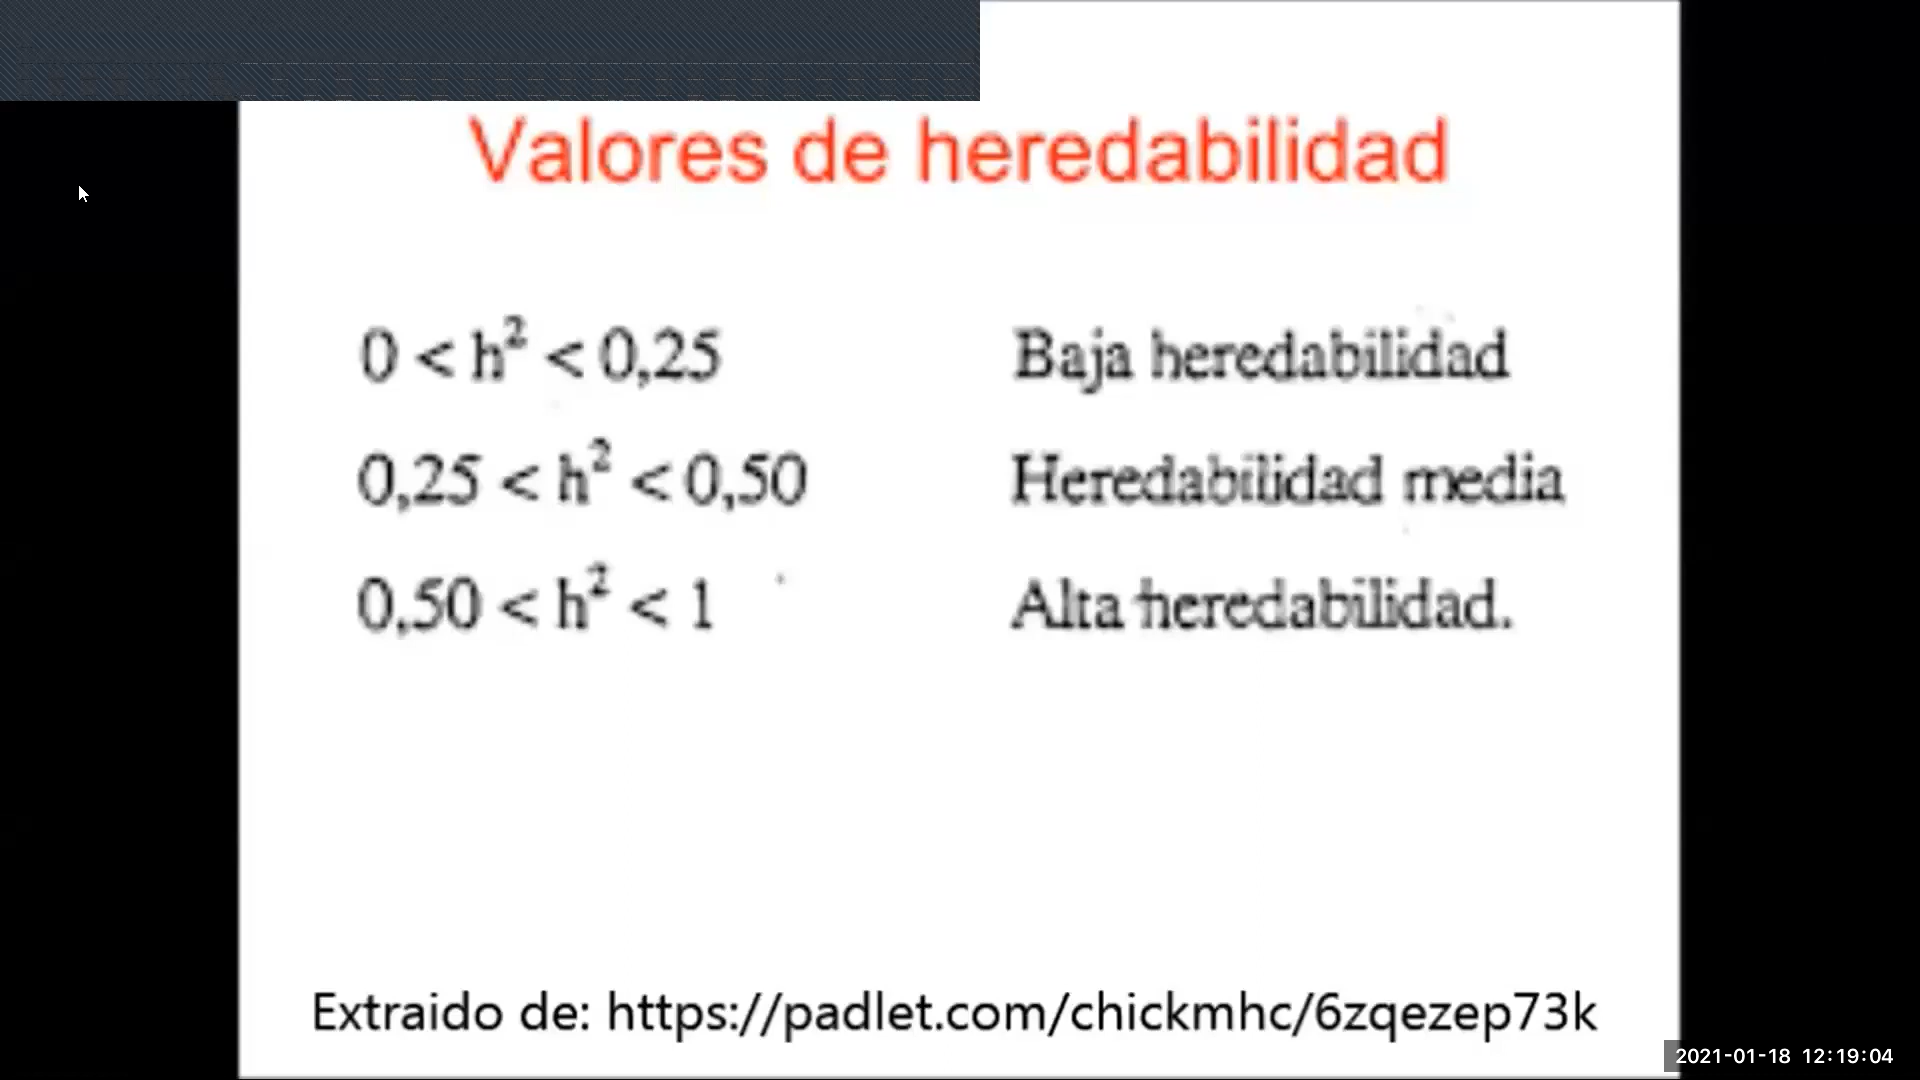 Valores de heredabilidad
0 < h² < 0,25 Baja heredabilidad
0,25 < h² < 0,50 Heredabilidad media
0,50 < h² < 1 Alta heredabilidad.
Extraido de: https://padlet.com/chickmhc/6zqezep73k
2021-01-18 12:19:04